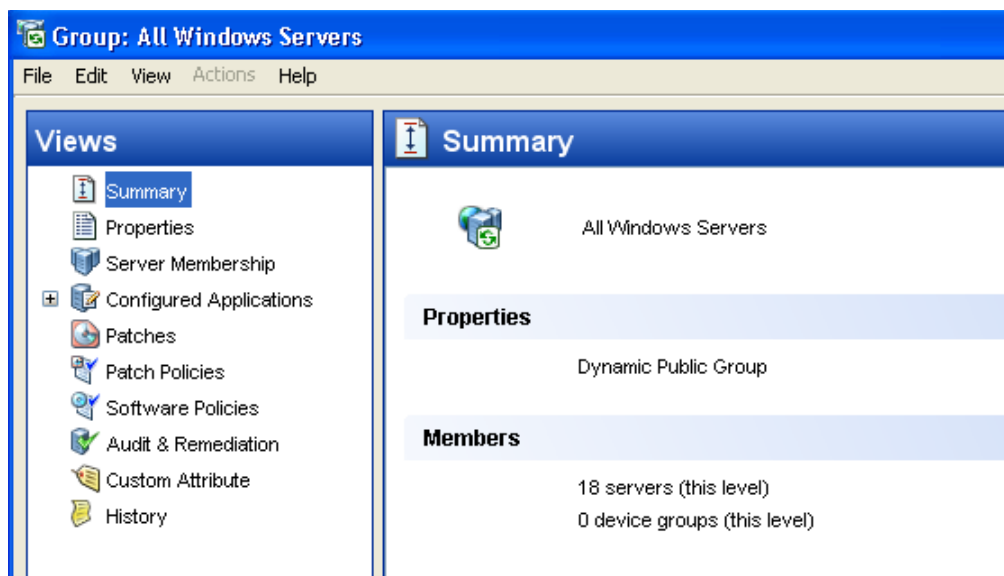 Group: All Windows Servers
File Edit View Actions Help
Views
Summary
Properties
Server Membership
Configured Applications
Patches
Patch Policies
Software Policies
Audit & Remediation
Custom Attribute
History
Summary
All Windows Servers
Properties
Dynamic Public Group
Members
18 servers (this level)
0 device groups (this level)